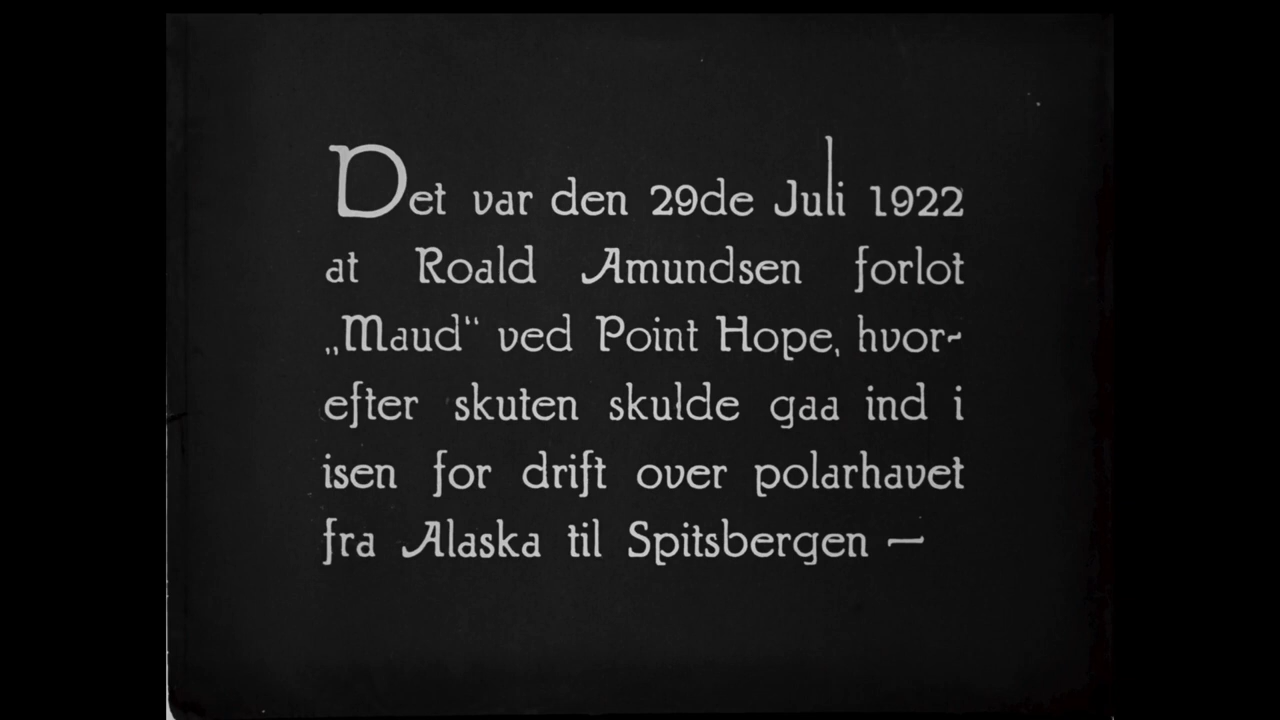 Det var den 29de Juli 1922
at Roald Amundsen forlot
„Maud“ ved Point Hope, hvor-
efter skuten skulde gaa ind i
isen for drift over polarhavet
fra Alaska til Spitsbergen —